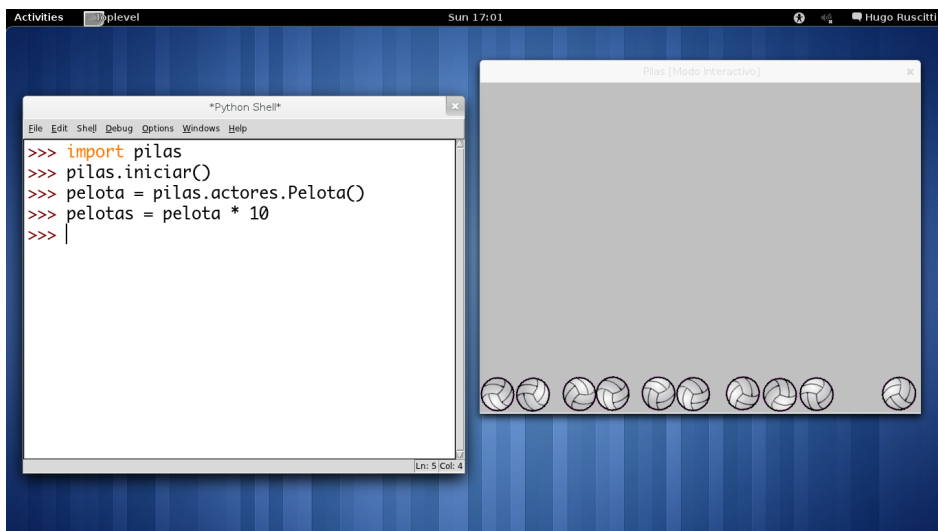 Activities Toplevel Sun 17:01 Hugo Ruscitti
Pilas [Modo Interactivo]
*Python Shell*
File Edit Shell Debug Options Windows Help
>>> import pilas
>>> pilas.iniciar()
>>> pelota = pilas.actores.Pelota()
>>> pelotas = pelota * 10
>>>
Ln: 5 Col: 4